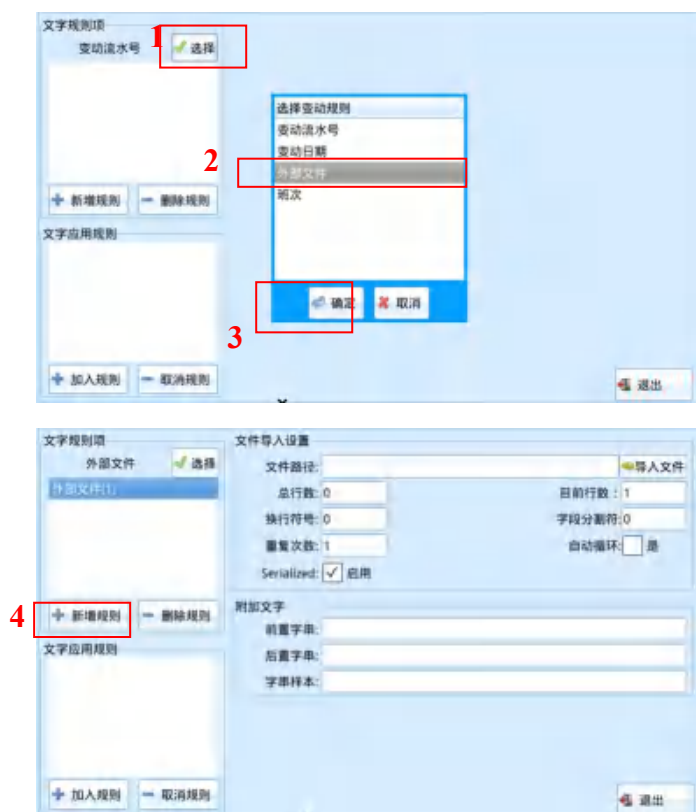 文字规则项
变动流水号
1
选择
选择变动规则
变动流水号
变动日期
2
外部文件
班次
新增规则
删除规则
文字应用规则
确定
取消
3
加入规则
取消规则
退出
文字规则项
外部文件
选择
外部文件(1)
4
新增规则
删除规则
文字应用规则
加入规则
取消规则
文件导入设置
文件路径:
导入文件
总行数: 0
目前行数: 1
换行符号: 0
字段分割符: 0
重复次数: 1
自动循环: 是
Serialized: 启用
附加文字
前置字串:
后置字串:
字串样本:
退出